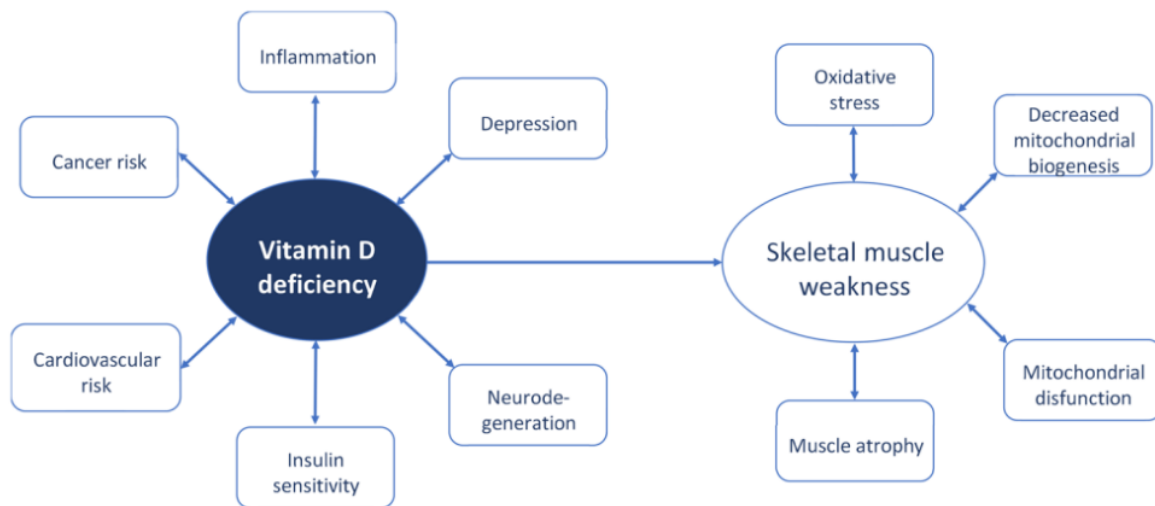 Inflammation
Depression
Cancer risk
Vitamin D
deficiency
Cardiovascular
risk
Insulin
sensitivity
Neurode-
generation
Oxidative
stress
Decreased
mitochondrial
biogenesis
Skeletal muscle
weakness
Mitochondrial
disfunction
Muscle atrophy